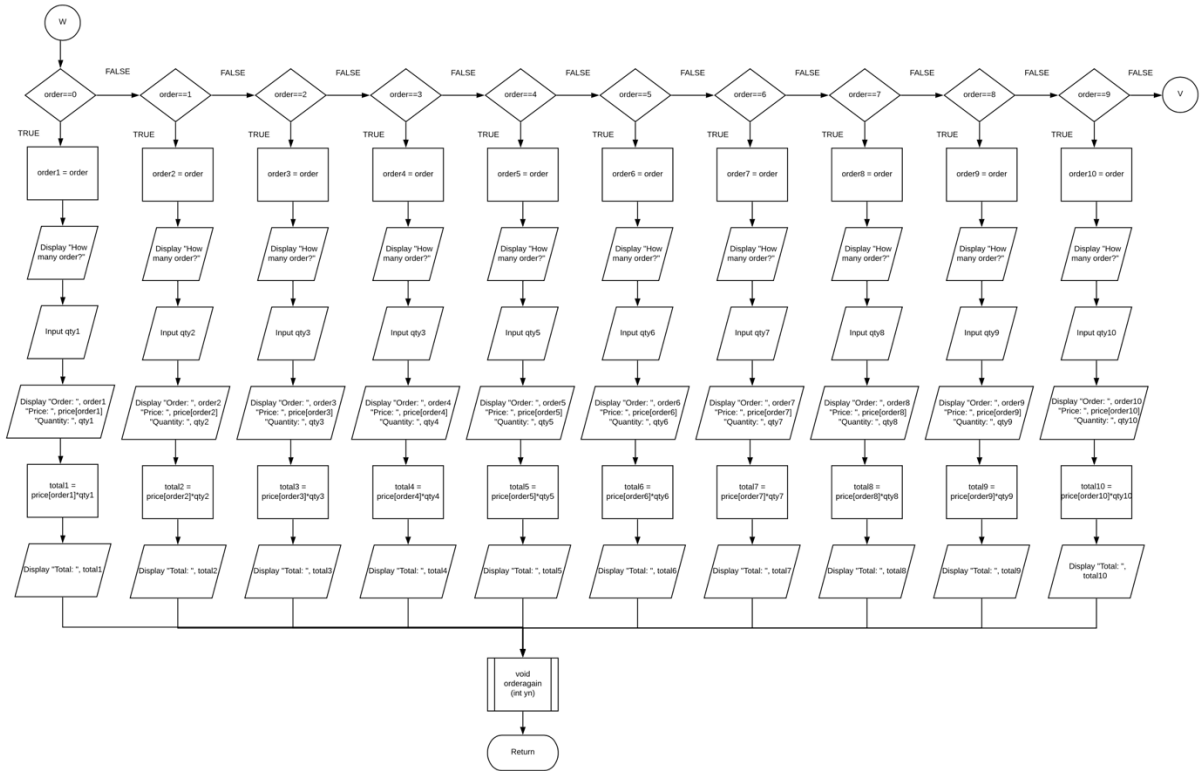 W
FALSE
FALSE
FALSE
FALSE
FALSE
FALSE
FALSE
FALSE
FALSE
FALSE
order==0
order==1
order==2
order==3
order==4
order==5
order==6
order==7
order==8
order==9
V
TRUE
TRUE
TRUE
TRUE
TRUE
TRUE
TRUE
TRUE
TRUE
TRUE
order1 = order
order2 = order
order3 = order
order4 = order
order5 = order
order6 = order
order7 = order
order8 = order
order9 = order
order10 = order
Display "How
many order?"
Display "How
many order?"
Display "How
many order?"
Display "How
many order?"
Display "How
many order?"
Display "How
many order?"
Display "How
many order?"
Display "How
many order?"
Display "How
many order?"
Display "How
many order?"
Input qty1
Input qty2
Input qty3
Input qty3
Input qty5
Input qty6
Input qty7
Input qty8
Input qty9
Input qty10
Display "Order: ", order1
"Price: ", price[order1]
"Quantity: ", qty1
Display "Order: ", order2
"Price: ", price[order2]
"Quantity: ", qty2
Display "Order: ", order3
"Price: ", price[order3]
"Quantity: ", qty3
Display "Order: ", order4
"Price: ", price[order4]
"Quantity: ", qty4
Display "Order: ", order5
"Price: ", price[order5]
"Quantity: ", qty5
Display "Order: ", order6
"Price: ", price[order6]
"Quantity: ", qty6
Display "Order: ", order7
"Price: ", price[order7]
"Quantity: ", qty7
Display "Order: ", order8
"Price: ", price[order8]
"Quantity: ", qty8
Display "Order: ", order9
"Price: ", price[order9]
"Quantity: ", qty9
Display "Order: ", order10
"Price: ", price[order10]
"Quantity: ", qty10
total1 =
price[order1]*qty1
total2 =
price[order2]*qty2
total3 =
price[order3]*qty3
total4 =
price[order4]*qty4
total5 =
price[order5]*qty5
total6 =
price[order6]*qty6
total7 =
price[order7]*qty7
total8 =
price[order8]*qty8
total9 =
price[order9]*qty9
total10 =
price[order10]*qty10
Display "Total: ", total1
Display "Total: ", total2
Display "Total: ", total3
Display "Total: ", total4
Display "Total: ", total5
Display "Total: ", total6
Display "Total: ", total7
Display "Total: ", total8
Display "Total: ", total9
Display "Total: ",
total10
void
orderagain
(int yn)
Return